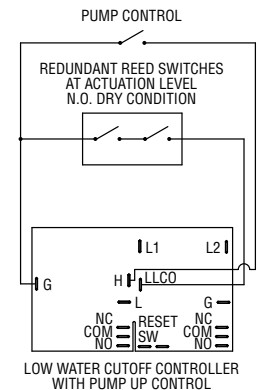 PUMP CONTROL
REDUNDANT REED SWITCHES
AT ACTUATION LEVEL
N.O. DRY CONDITION
L1
L2
G
H
LLCO
L
G
NC
COM
NO
RESET
SW
NC
COM
NO
LOW WATER CUTOFF CONTROLLER
WITH PUMP UP CONTROL